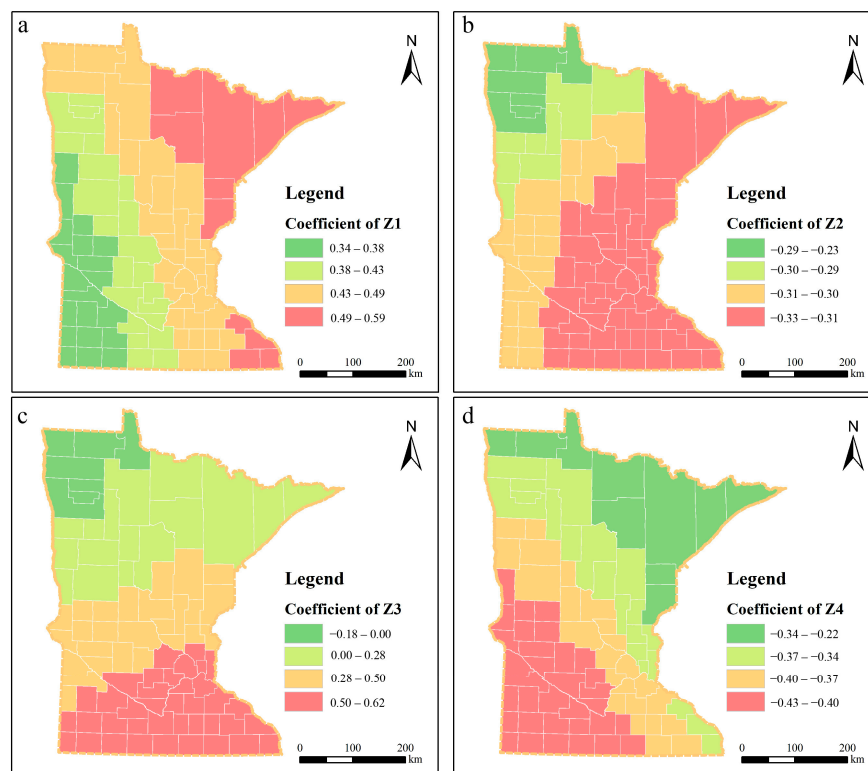 a
N
Legend
Coefficient of Z1
0.34 – 0.38
0.38 – 0.43
0.43 – 0.49
0.49 – 0.59
0 100 200
km
b
N
Legend
Coefficient of Z2
−0.29 – −0.23
−0.30 – −0.29
−0.31 – −0.30
−0.33 – −0.31
0 100 200
km
c
N
Legend
Coefficient of Z3
−0.18 – 0.00
0.00 – 0.28
0.28 – 0.50
0.50 – 0.62
0 100 200
km
d
N
Legend
Coefficient of Z4
−0.34 – −0.22
−0.37 – −0.34
−0.40 – −0.37
−0.43 – −0.40
0 100 200
km